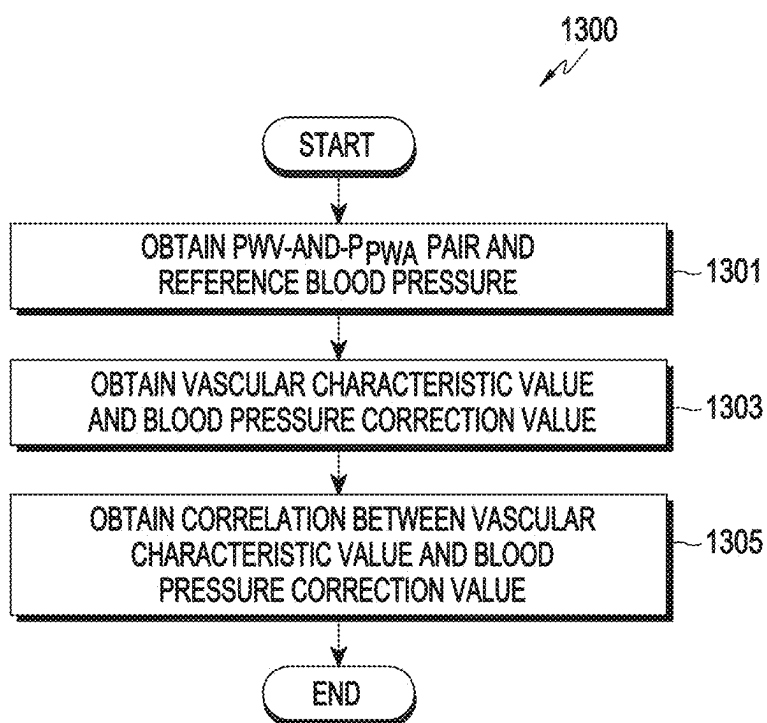 1300
START
OBTAIN PWV-AND-PPWA PAIR AND
REFERENCE BLOOD PRESSURE
1301
OBTAIN VASCULAR CHARACTERISTIC VALUE
AND BLOOD PRESSURE CORRECTION VALUE
1303
OBTAIN CORRELATION BETWEEN VASCULAR
CHARACTERISTIC VALUE AND BLOOD
PRESSURE CORRECTION VALUE
1305
END